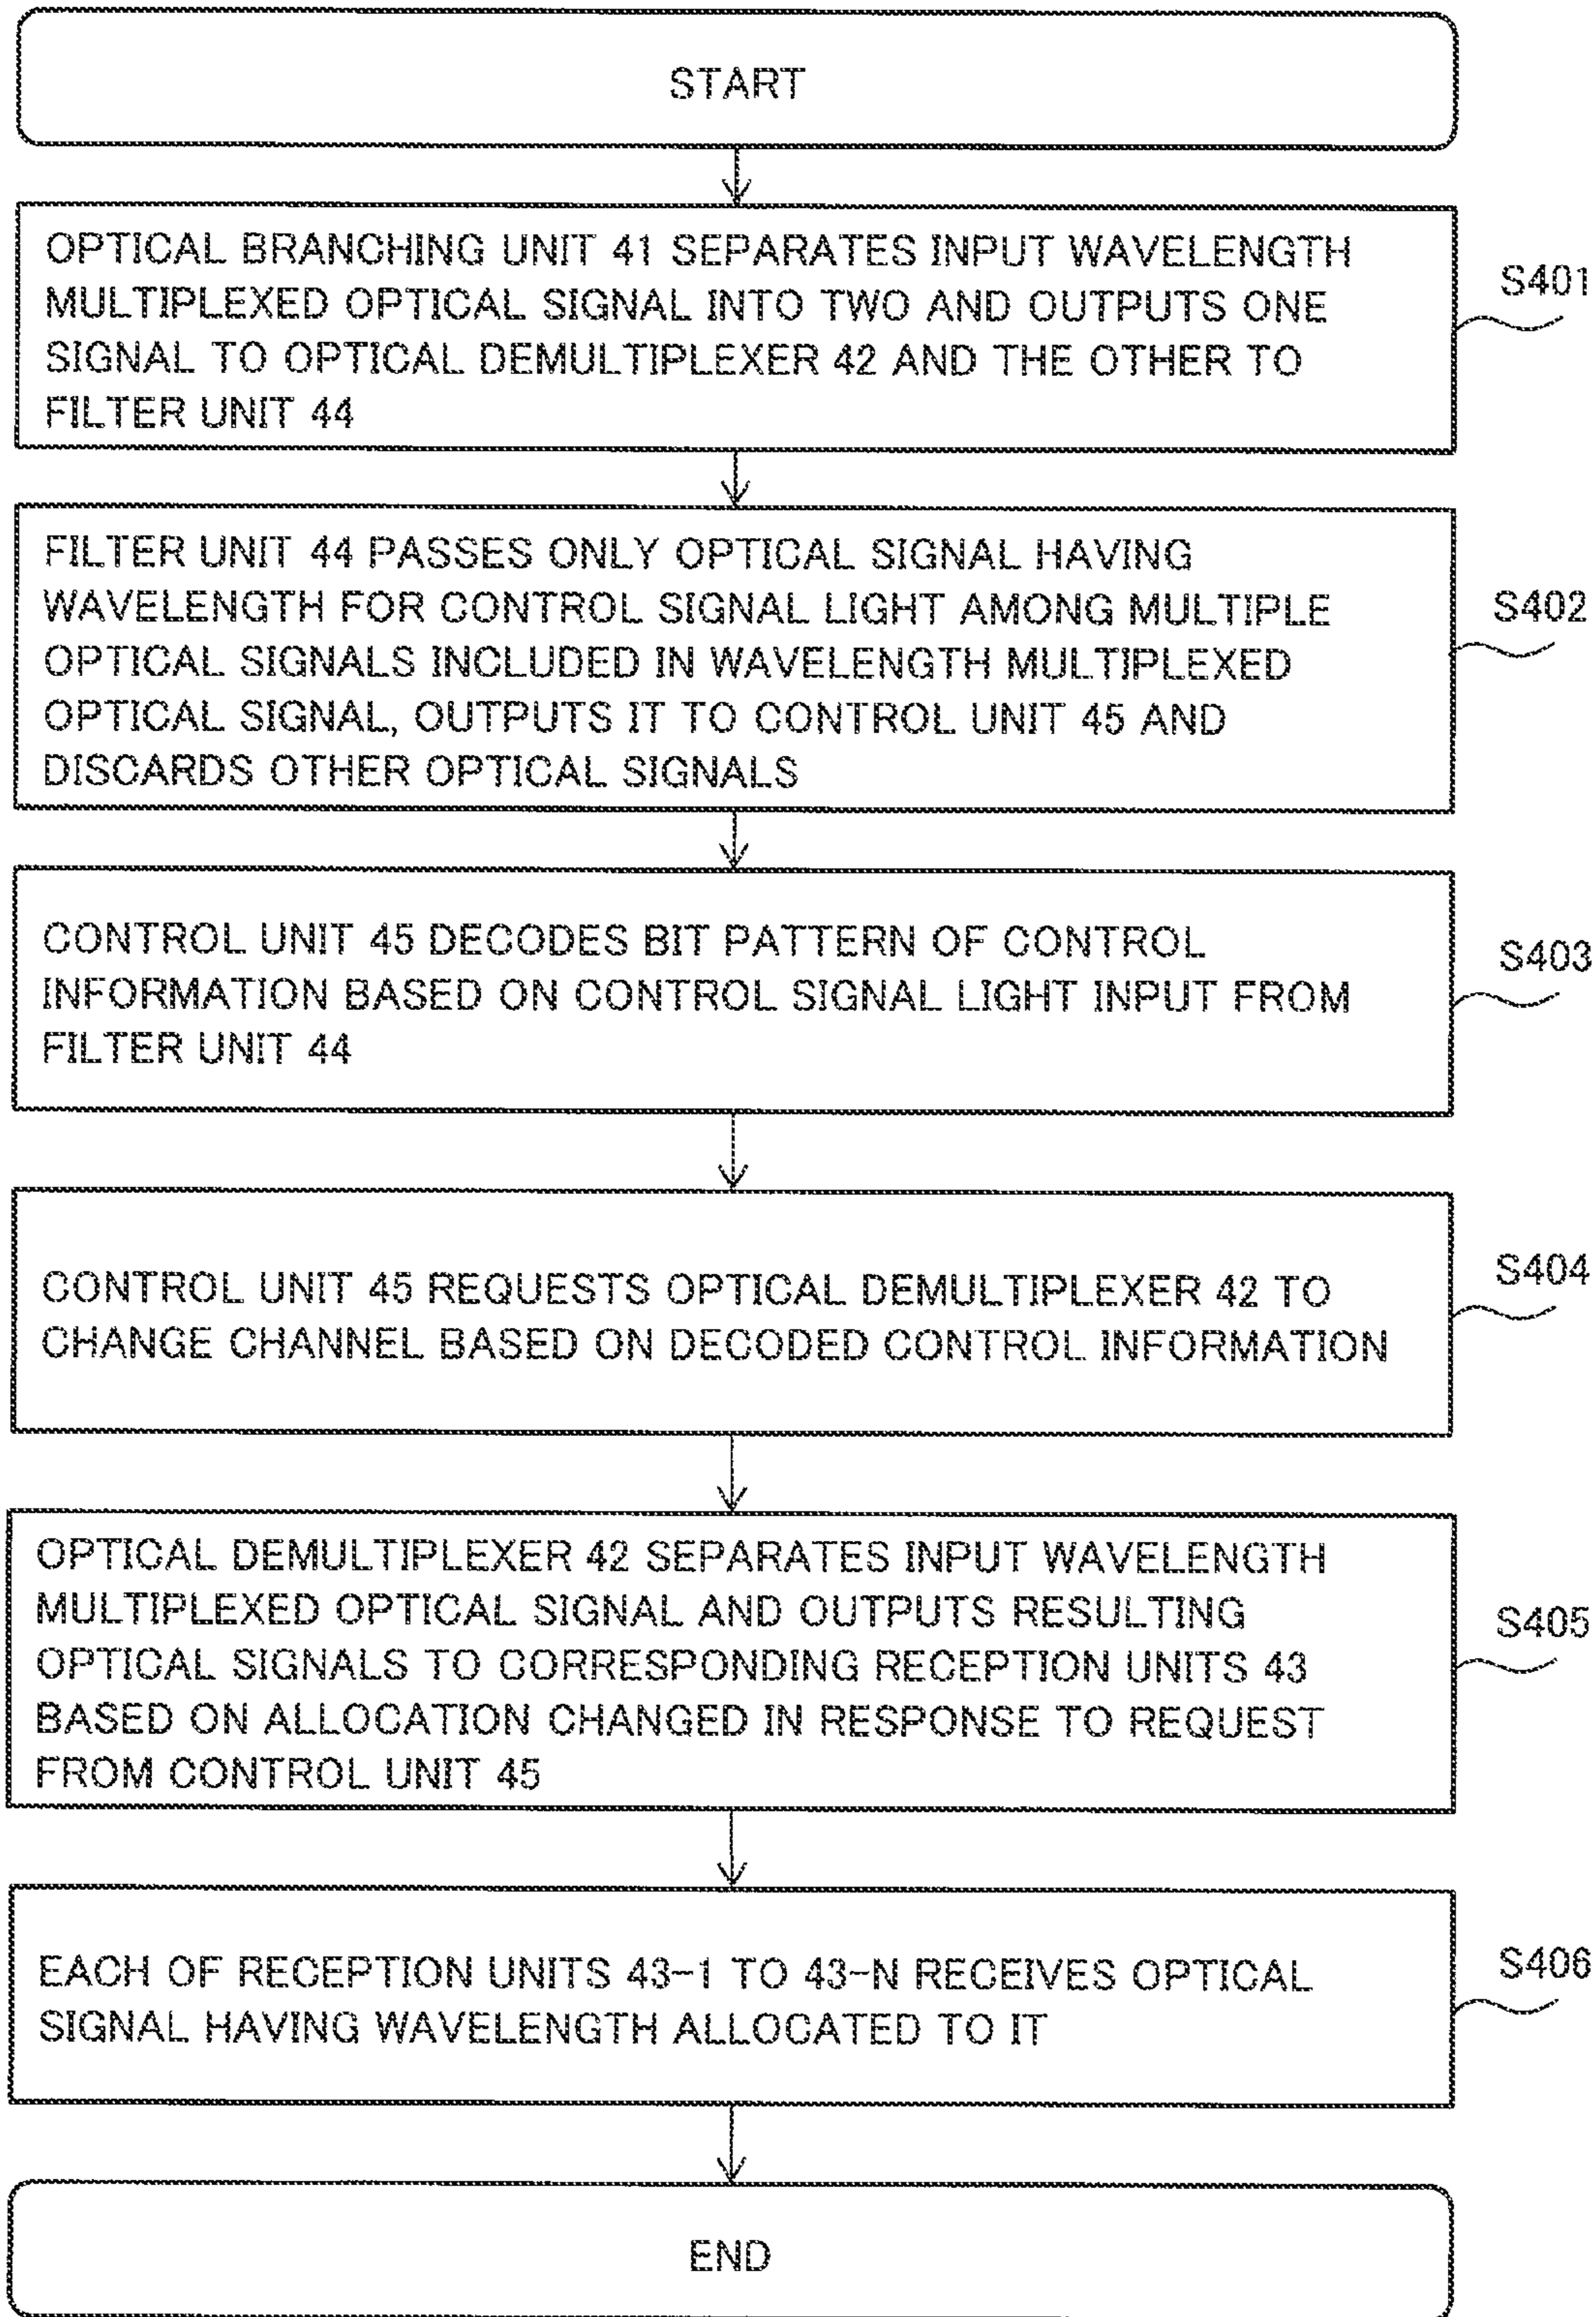 START
OPTICAL BRANCHING UNIT 41 SEPARATES INPUT WAVELENGTH
MULTIPLEXED OPTICAL SIGNAL INTO TWO AND OUTPUTS ONE
SIGNAL TO OPTICAL DEMULTIPLEXER 42 AND THE OTHER TO
FILTER UNIT 44
S401
FILTER UNIT 44 PASSES ONLY OPTICAL SIGNAL HAVING
WAVELENGTH FOR CONTROL SIGNAL LIGHT AMONG MULTIPLE
OPTICAL SIGNALS INCLUDED IN WAVELENGTH MULTIPLEXED
OPTICAL SIGNAL, OUTPUTS IT TO CONTROL UNIT 45 AND
DISCARDS OTHER OPTICAL SIGNALS
S402
CONTROL UNIT 45 DECODES BIT PATTERN OF CONTROL
INFORMATION BASED ON CONTROL SIGNAL LIGHT INPUT FROM
FILTER UNIT 44
S403
CONTROL UNIT 45 REQUESTS OPTICAL DEMULTIPLEXER 42 TO
CHANGE CHANNEL BASED ON DECODED CONTROL INFORMATION
S404
OPTICAL DEMULTIPLEXER 42 SEPARATES INPUT WAVELENGTH
MULTIPLEXED OPTICAL SIGNAL AND OUTPUTS RESULTING
OPTICAL SIGNALS TO CORRESPONDING RECEPTION UNITS 43
BASED ON ALLOCATION CHANGED IN RESPONSE TO REQUEST
FROM CONTROL UNIT 45
S405
EACH OF RECEPTION UNITS 43-1 TO 43-N RECEIVES OPTICAL
SIGNAL HAVING WAVELENGTH ALLOCATED TO IT
S406
END